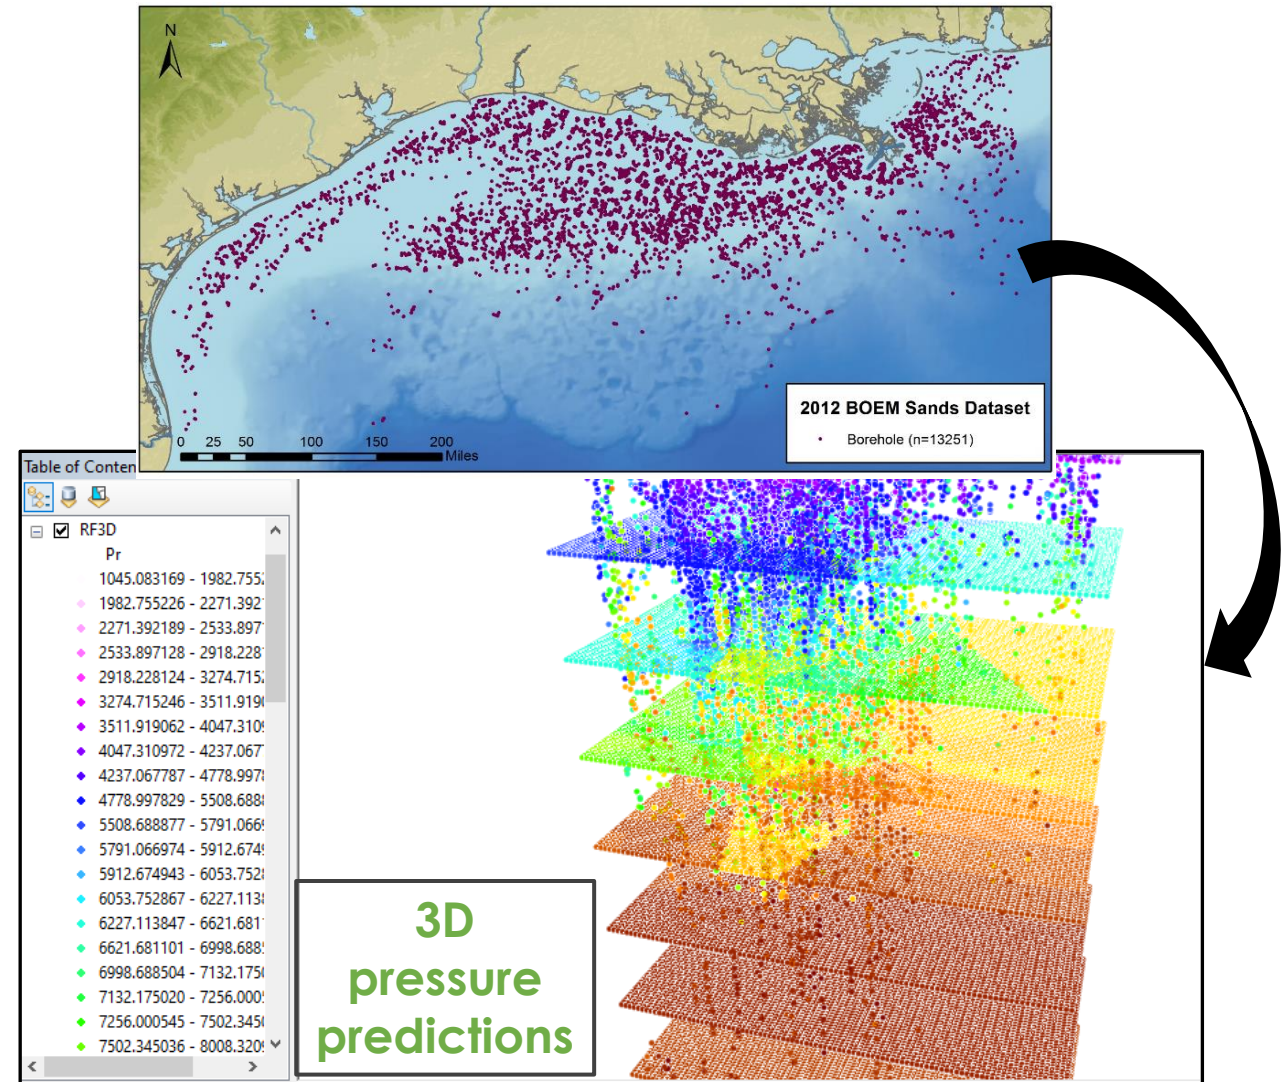 N
0 25 50 100 150 200
Miles
2012 BOEM Sands Dataset
Borehole (n=13251)
Table of Conten
RF3D
Pr
1045.083169 - 1982.755
1982.755226 - 2271.392
2271.392189 - 2533.897
2533.897128 - 2918.228
2918.228124 - 3274.715
3274.715246 - 3511.919
3511.919062 - 4047.310
4047.310972 - 4237.067
4237.067787 - 4778.997
4778.997829 - 5508.688
5508.688877 - 5791.066
5791.066974 - 5912.674
5912.674943 - 6053.752
6053.752867 - 6227.113
6227.113847 - 6621.681
6621.681101 - 6998.688
6998.688504 - 7132.175
7132.175020 - 7256.000
7256.000545 - 7502.345
7502.345036 - 8008.320
3D
pressure
predictions